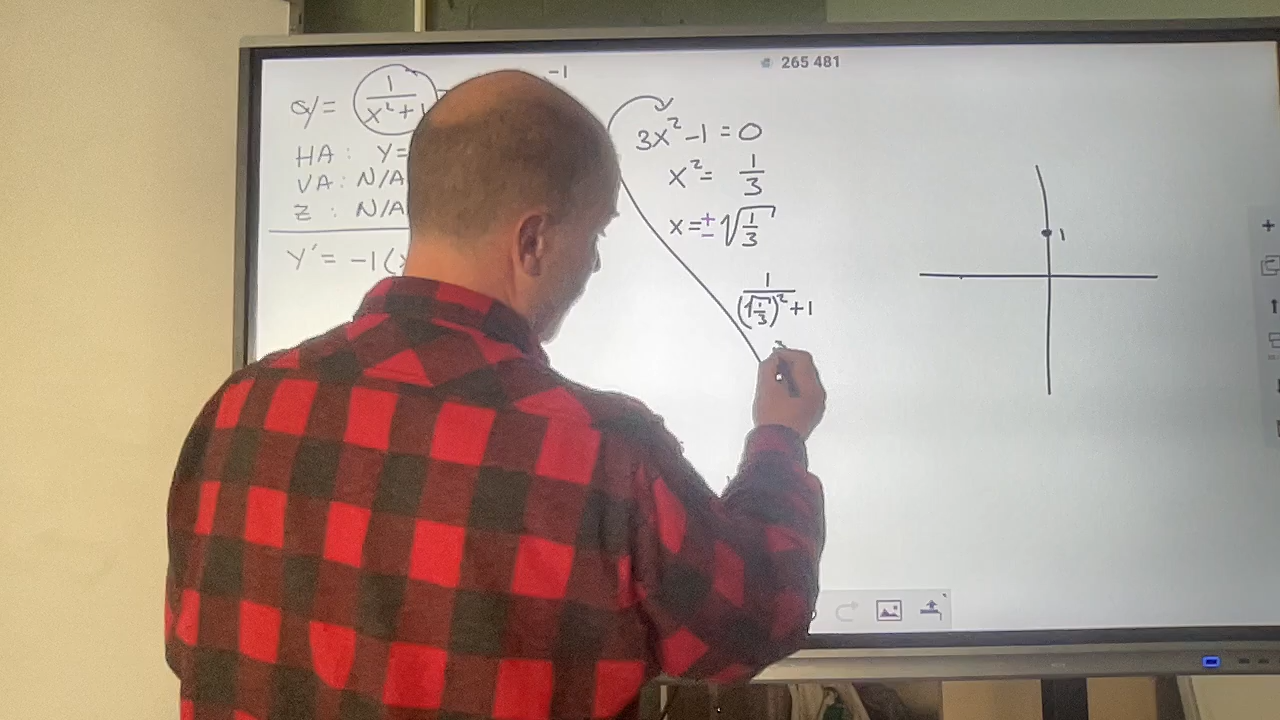 265 481
y = 1/(x²+1
-1
HA: Y=
VA: N/A
Z: N/A
Y' = -1(
3x²-1=0
x² = 1/3
x=±√(1/3)
1/((√(1/3))²+1)
1